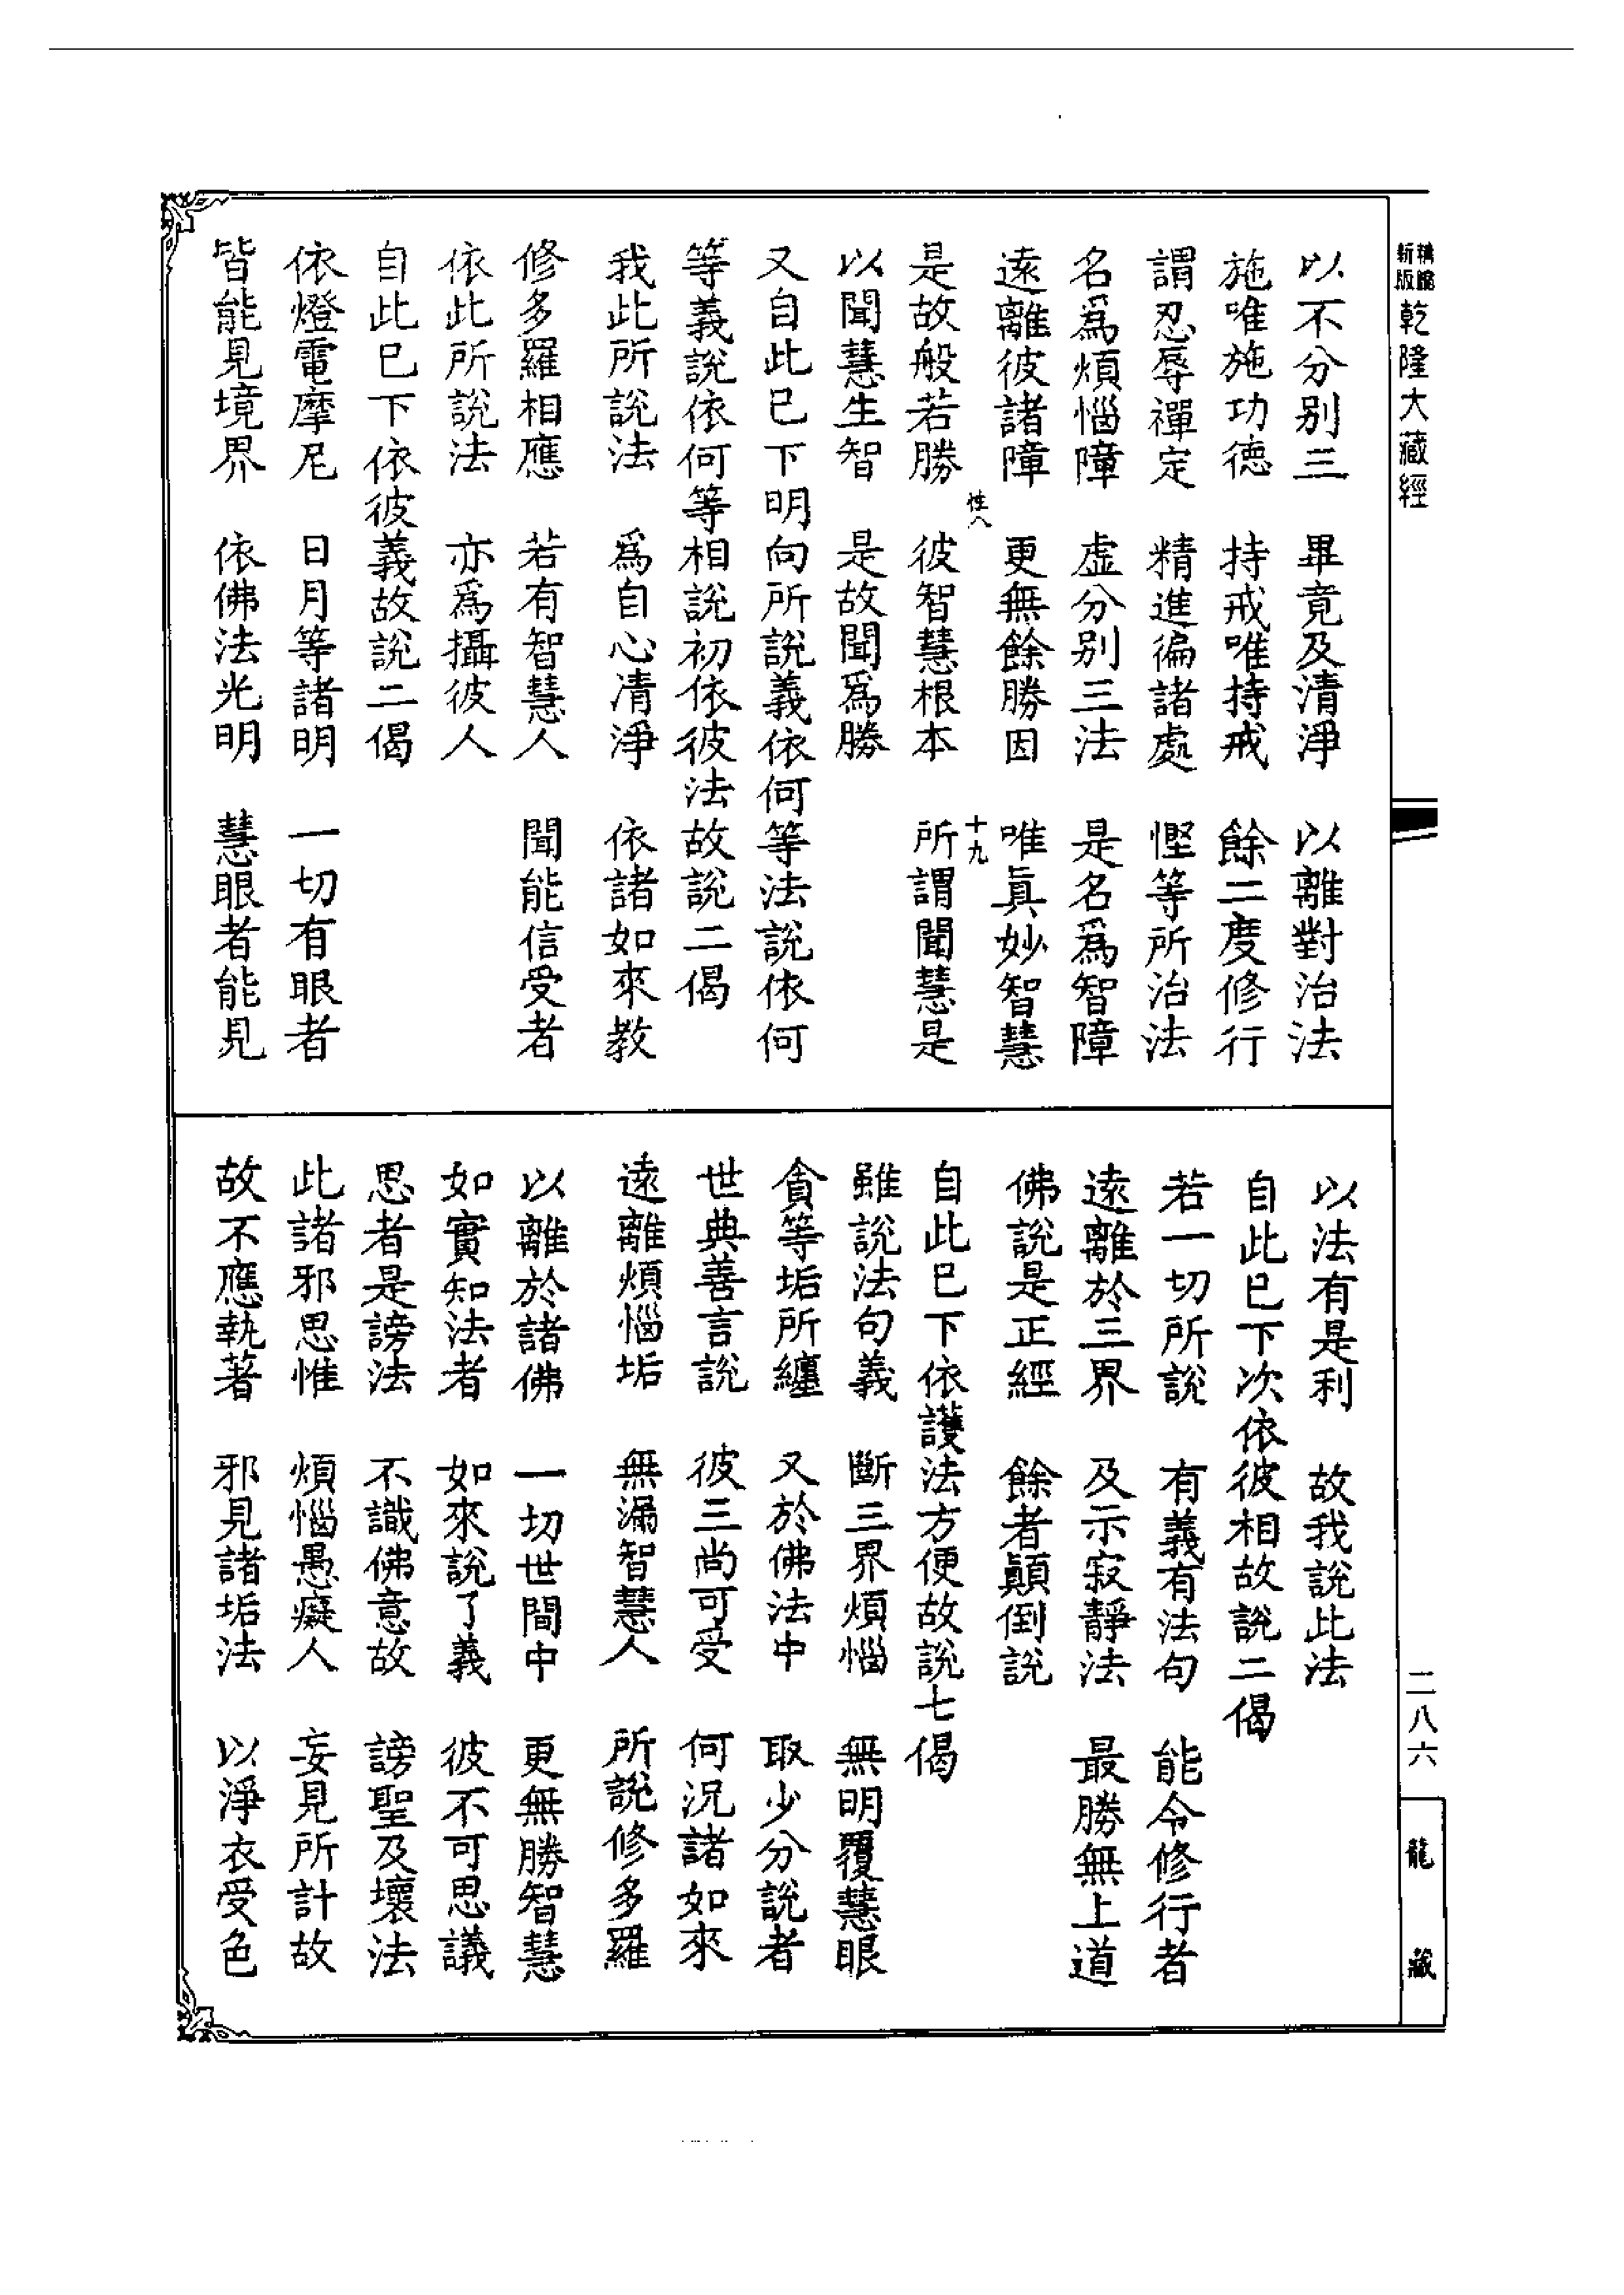 新版 精縮 乾隆大藏經
以不分别三 畢竟及清淨 以離對治法
施唯施功德 持戒唯持戒 餘二度修行
謂忍辱禪定 精進徧諸處 慳等所治法
名爲煩惱障 虛分别三法 是名爲智障
遠離彼諸障 更無餘勝因 唯眞妙智慧
性八 十九
是故般若勝 彼智慧根本 所謂聞慧是
以聞慧生智 是故聞爲勝
又自此已下明向所說義依何等法說依何
等義說依何等相說初依彼法故說二偈
我此所說法 爲自心凊淨 依諸如來教
修多羅相應 若有智慧人 聞能信受者
依此所說法 亦爲攝彼人
自此已下依彼義故說二偈
依燈電摩尼 日月等諸明 一切有眼者
皆能見境界 依佛法光明 慧眼者能見
以法有是利 故我說此法
自此已下次依彼相故說二偈
若一切所說 有義有法句 能令修行者
遠離於三界 及示寂靜法 最勝無上道
佛說是正經 餘者顚倒說
自此已下依護法方便故說七偈
雖說法句義 斷三界煩惱 無明覆慧眼
貪等垢所纏 又於佛法中 取少分說者
世典善言說 彼三尚可受 何況諸如來
遠離煩惱垢 無漏智慧人 所說修多羅
以離於諸佛 一切世間中 更無勝智慧
如實知法者 如來說了義 彼不可思議
思者是謗法 不識佛意故 謗聖及壞法
此諸邪思惟 煩惱愚癡人 妄見所計故
故不應執著 邪見諸垢法 以淨衣受色
二八六
龍藏